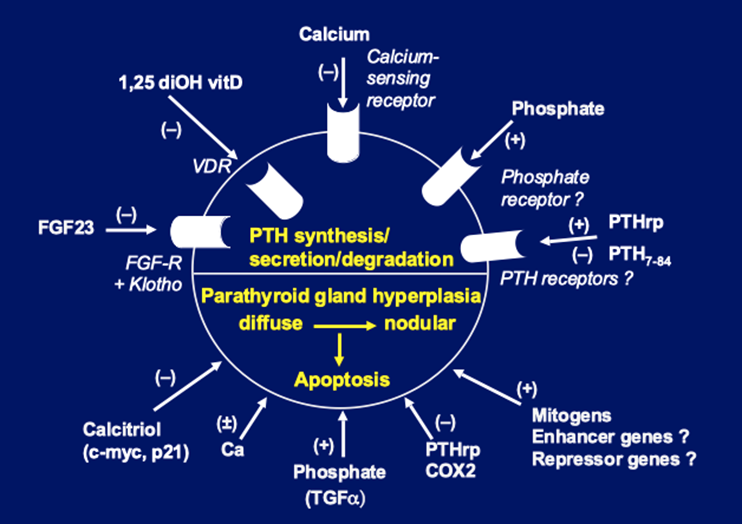 Calcium
(–)
Calcium-
sensing
receptor
1,25 diOH vitD
(–)
VDR
Phosphate
(+)
Phosphate
receptor ?
FGF23
(–)
FGF-R
+ Klotho
(+) PTHrp
(–) PTH7-84
PTH receptors ?
PTH synthesis/
secretion/degradation
Parathyroid gland hyperplasia
diffuse nodular
Apoptosis
(–)
Calcitriol
(c-myc, p21)
(±)
Ca
(+)
Phosphate
(TGFα)
(–)
PTHrp
COX2
(+)
Mitogens
Enhancer genes ?
Repressor genes ?